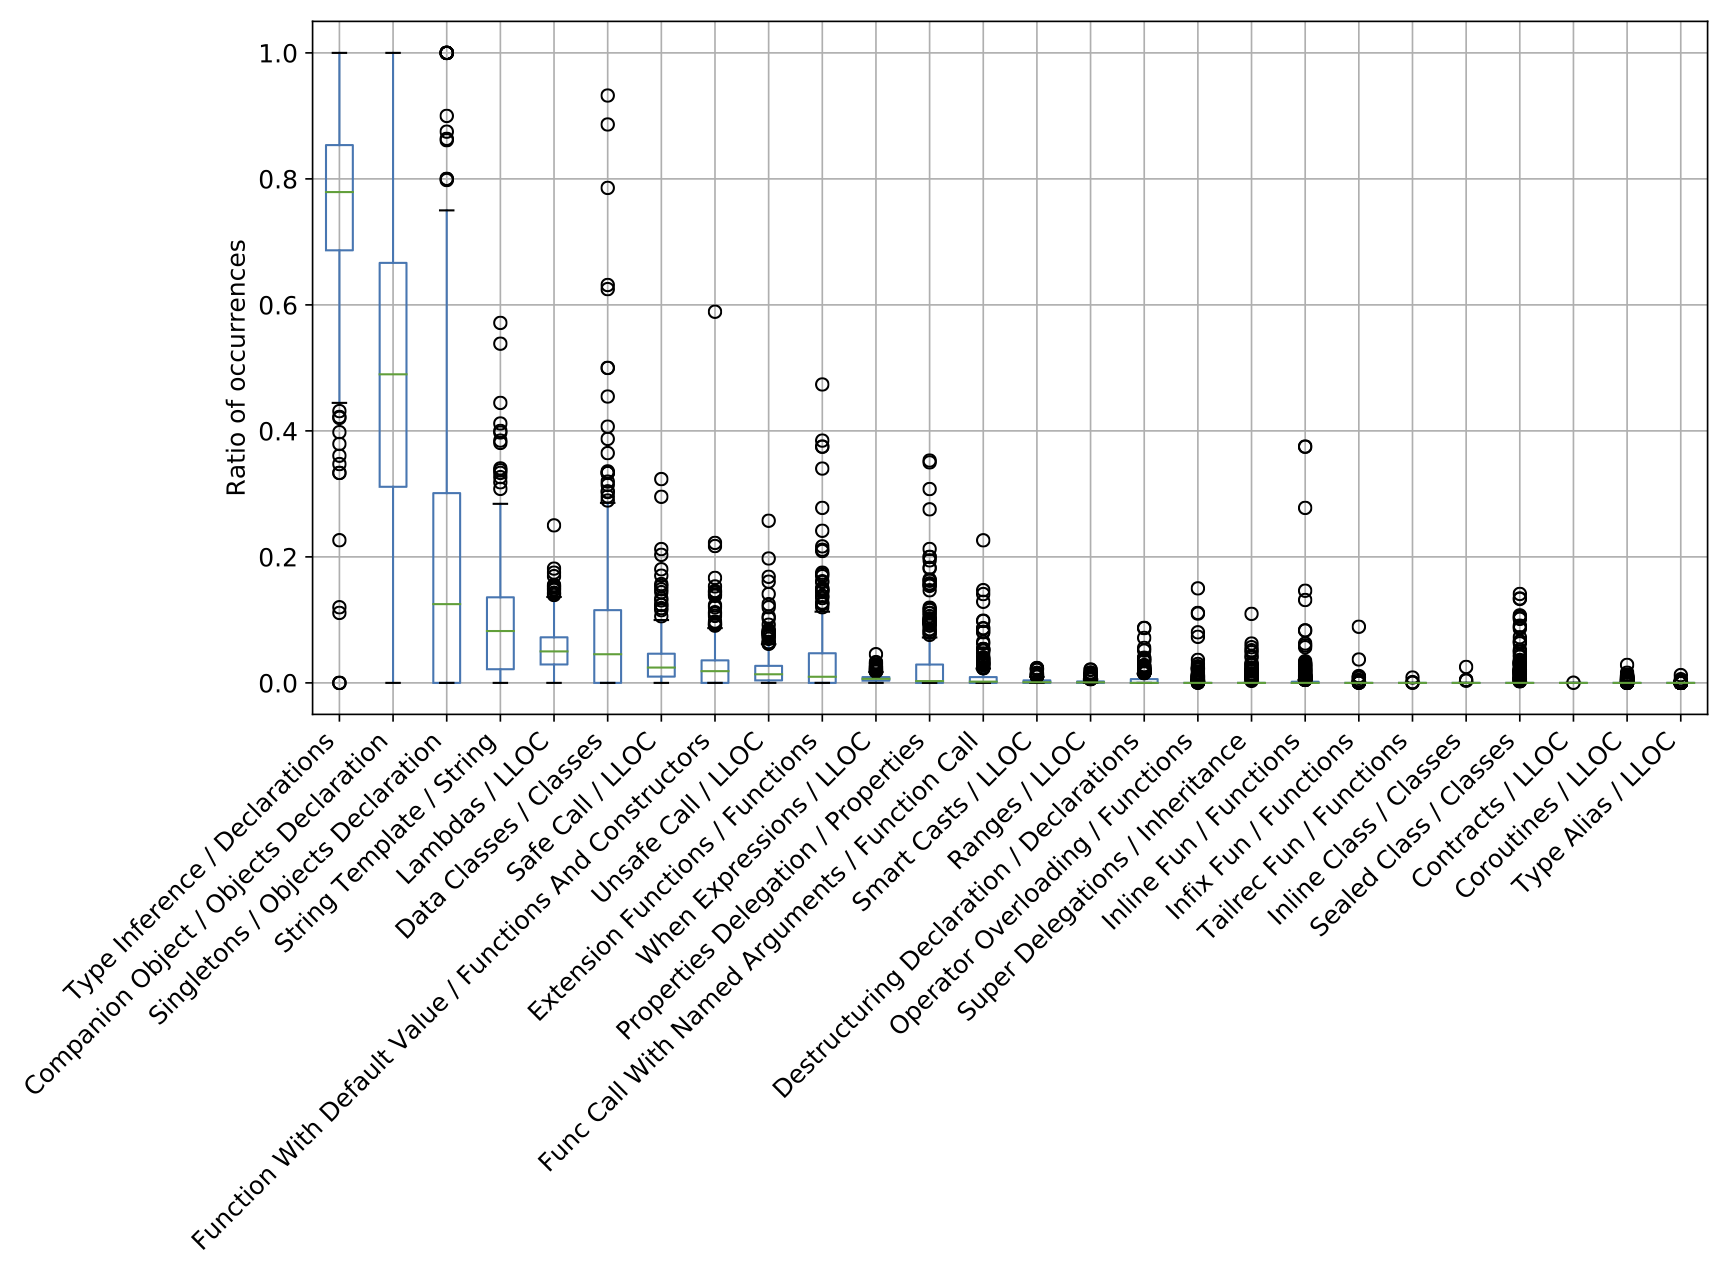 1.0
0.8
0.6
0.4
0.2
0.0
Ratio of occurrences
Type Inference / Declarations
Companion Object / Objects Declaration
Singletons / Objects Declaration
String Template / String
Lambdas / LLOC
Data Classes / Classes
Safe Call / LLOC
Function With Default Value / Functions And Constructors
Unsafe Call / LLOC
Extension Functions / Functions
When Expressions / LLOC
Properties Delegation / Properties
Func Call With Named Arguments / Function Call
Smart Casts / LLOC
Ranges / LLOC
Destructuring Declaration / Declarations
Operator Overloading / Functions
Super Delegations / Inheritance
Inline Fun / Functions
Infix Fun / Functions
Tailrec Fun / Functions
Inline Class / Classes
Sealed Class / Classes
Contracts / LLOC
Coroutines / LLOC
Type Alias / LLOC